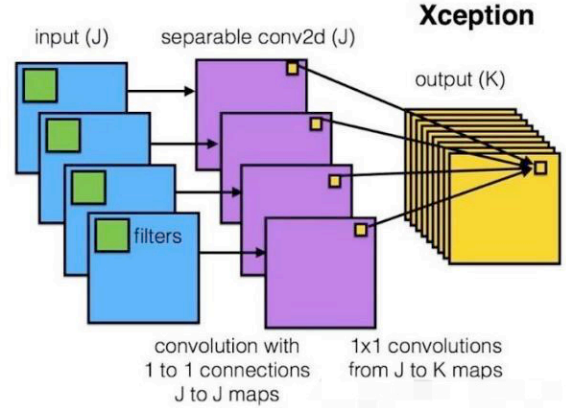 Xception
input (J)
separable conv2d (J)
output (K)
filters
convolution with
1 to 1 connections
J to J maps
1x1 convolutions
from J to K maps